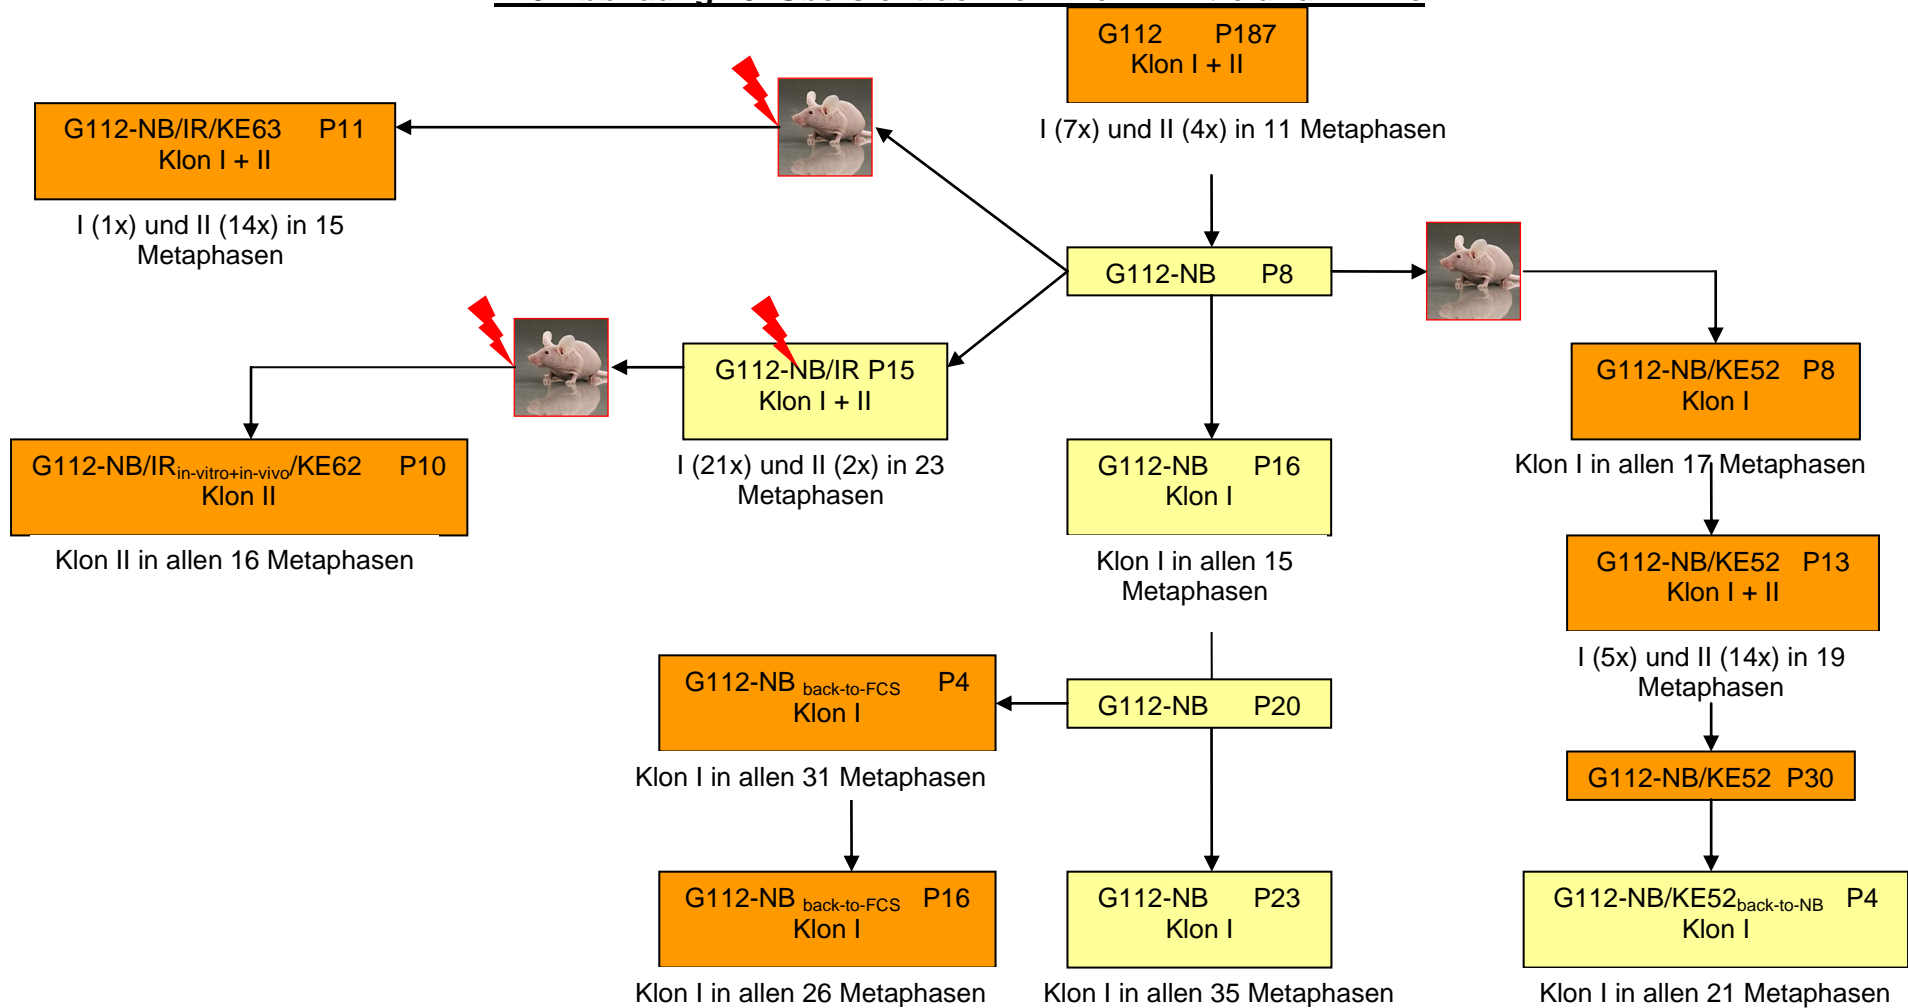 G112 P187
Klon I + II
I (7x) und II (4x) in 11 Metaphasen
G112-NB/IR/KE63 P11
Klon I + II
I (1x) und II (14x) in 15
Metaphasen
G112-NB P8
G112-NB/IR P15
Klon I + II
I (21x) und II (2x) in 23
Metaphasen
G112-NB/KE52 P8
Klon I
Klon I in allen 17 Metaphasen
G112-NB/IRin-vitro+in-vivo/KE62 P10
Klon II
Klon II in allen 16 Metaphasen
G112-NB P16
Klon I
Klon I in allen 15
Metaphasen
G112-NB/KE52 P13
Klon I + II
I (5x) und II (14x) in 19
Metaphasen
G112-NB back-to-FCS P4
Klon I
Klon I in allen 31 Metaphasen
G112-NB P20
G112-NB/KE52 P30
G112-NB back-to-FCS P16
Klon I
Klon I in allen 26 Metaphasen
G112-NB P23
Klon I
Klon I in allen 35 Metaphasen
G112-NB/KE52back-to-NB P4
Klon I
Klon I in allen 21 Metaphasen